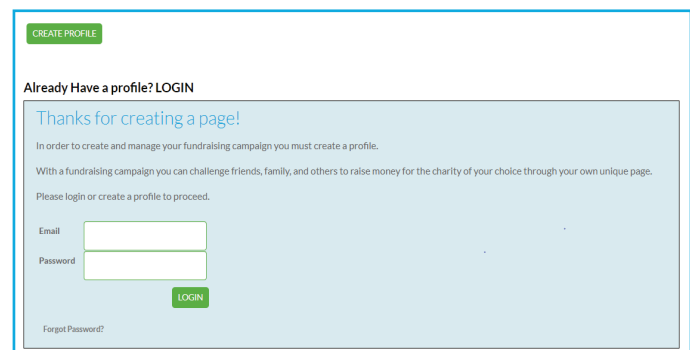 CREATE PROFILE
Already Have a profile? LOGIN
Thanks for creating a page!
In order to create and manage your fundraising campaign you must create a profile.
With a fundraising campaign you can challenge friends, family, and others to raise money for the charity of your choice through your own unique page.
Please login or create a profile to proceed.
Email
Password
LOGIN
Forgot Password?